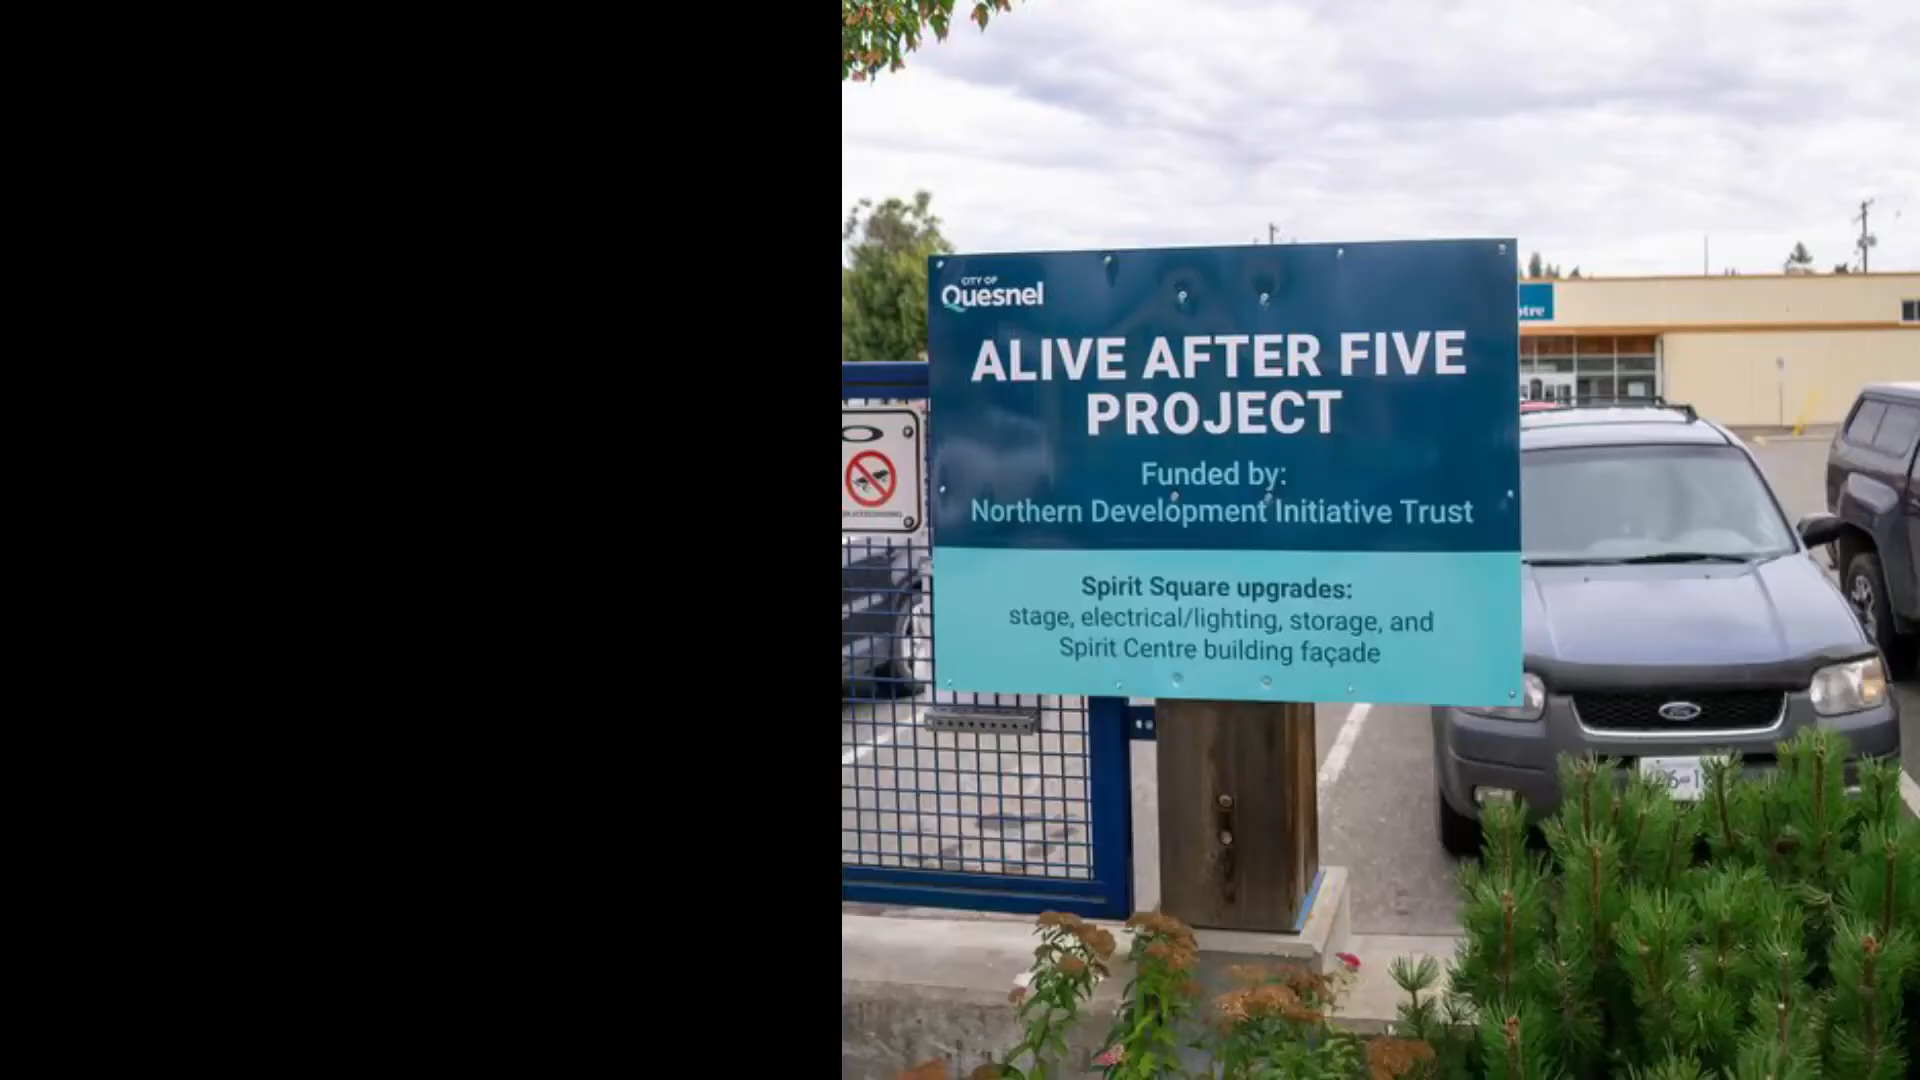 CITY OF
Quesnel
ALIVE AFTER FIVE
PROJECT
Funded by:
Northern Development Initiative Trust
Spirit Square upgrades:
stage, electrical/lighting, storage, and
Spirit Centre building façade
Ford